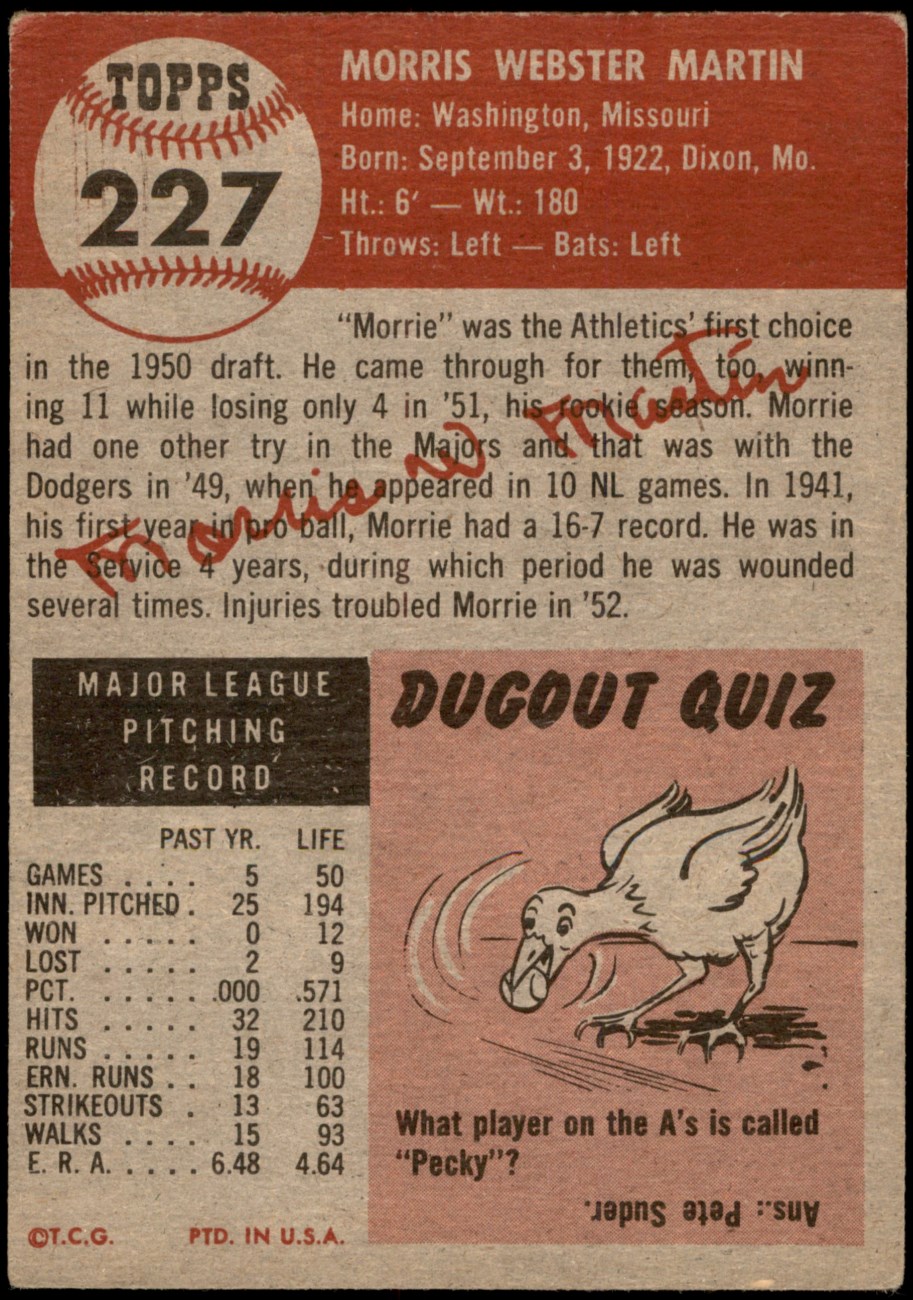 TOPPS
227
MORRIS WEBSTER MARTIN
Home: Washington, Missouri
Born: September 3, 1922, Dixon, Mo.
Ht.: 6' — Wt.: 180
Throws: Left — Bats: Left
"Morrie" was the Athletics' first choice
in the 1950 draft. He came through for them, too, winn-
ing 11 while losing only 4 in '51, his rookie season. Morrie
had one other try in the Majors and that was with the
Dodgers in '49, when he appeared in 10 NL games. In 1941,
his first year in pro ball, Morrie had a 16-7 record. He was in
the Service 4 years, during which period he was wounded
several times. Injuries troubled Morrie in '52.
Morris W Martin
MAJOR LEAGUE
PITCHING
RECORD
PAST YR. LIFE
GAMES . . . . 5 50
INN. PITCHED . 25 194
WON . . . . . 0 12
LOST . . . . . 2 9
PCT. . . . . . .000 .571
HITS . . . . . 32 210
RUNS . . . . . 19 114
ERN. RUNS . . 18 100
STRIKEOUTS . 13 63
WALKS . . . . 15 93
E. R. A. . . . . 6.48 4.64
DUGOUT QUIZ
What player on the A's is called
"Pecky"?
Ans.: Pete Suder.
©T.C.G. PTD. IN U.S.A.